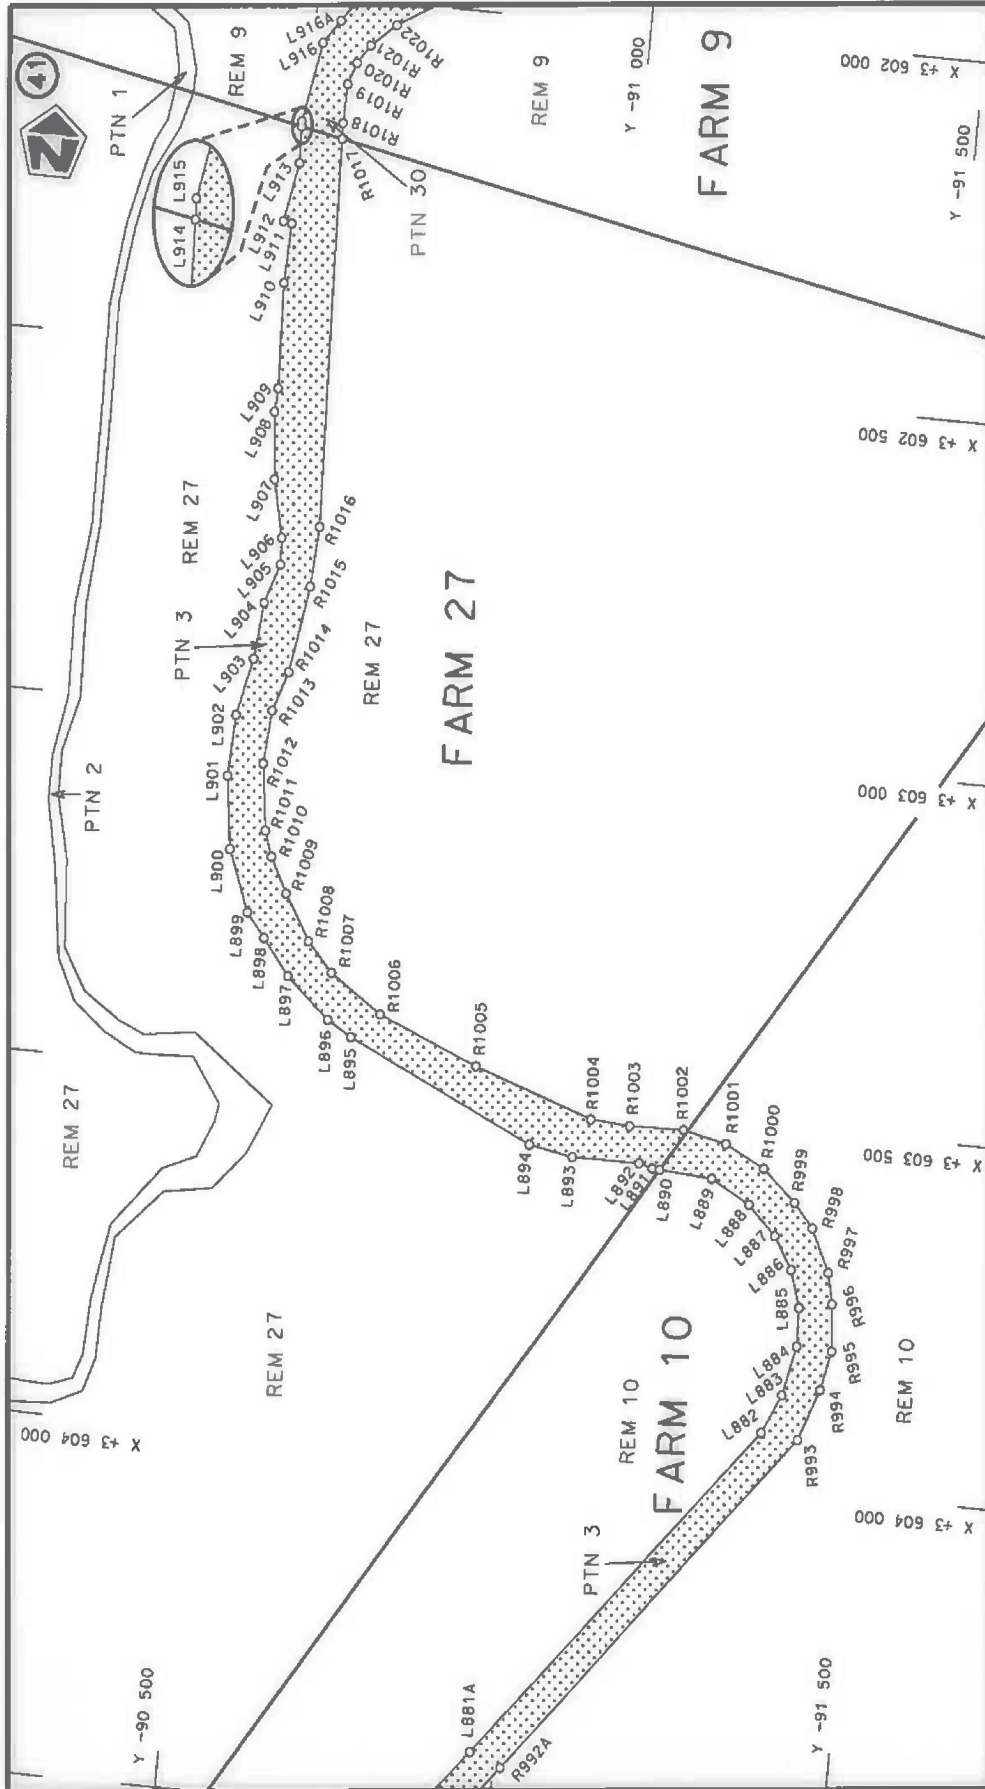 41
N
PTN 1
REM 9
L916A
L916
R1022
R1021
R1020
R1019
R1018
R1017
REM 9
Y -91 000
X +3 602 000
FARM 9
Y -91 500
PTN 30
L915
L914
L913
L912
L911
L910
L909
L908
L907
L906
L905
L904
L903
L902
L901
L900
L899
L898
L897
L896
L895
L894
L893
L892
L891
L890
L889
L888
L887
L886
L885
L884
L883
L882
L881A
REM 27
PTN 3
REM 27
FARM 27
X +3 602 500
X +3 603 000
PTN 2
R1016
R1015
R1014
R1013
R1012
R1011
R1010
R1009
R1008
R1007
R1006
R1005
R1004
R1003
R1002
R1001
R1000
R999
R998
R997
R996
R995
R994
R993
R992A
X +3 603 500
REM 27
REM 27
X +3 604 000
FARM 10
REM 10
REM 10
PTN 3
X +3 604 000
Y -90 500
Y -91 500